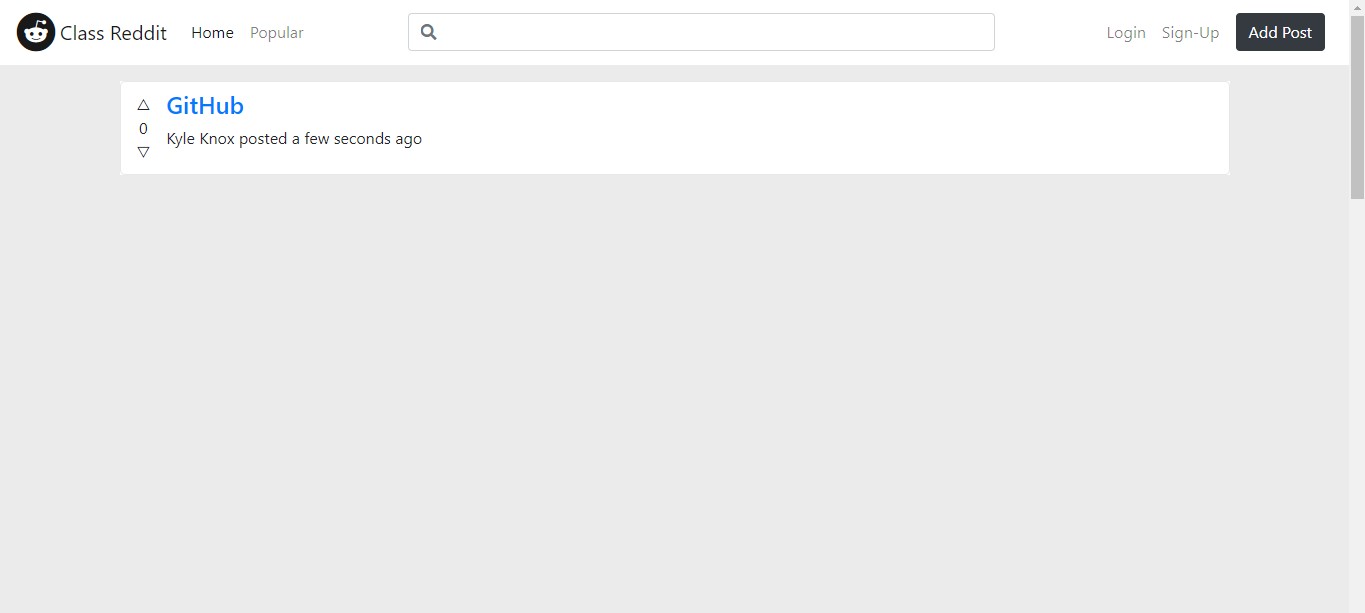 Class Reddit Home Popular Login Sign-Up Add Post
GitHub
0
Kyle Knox posted a few seconds ago